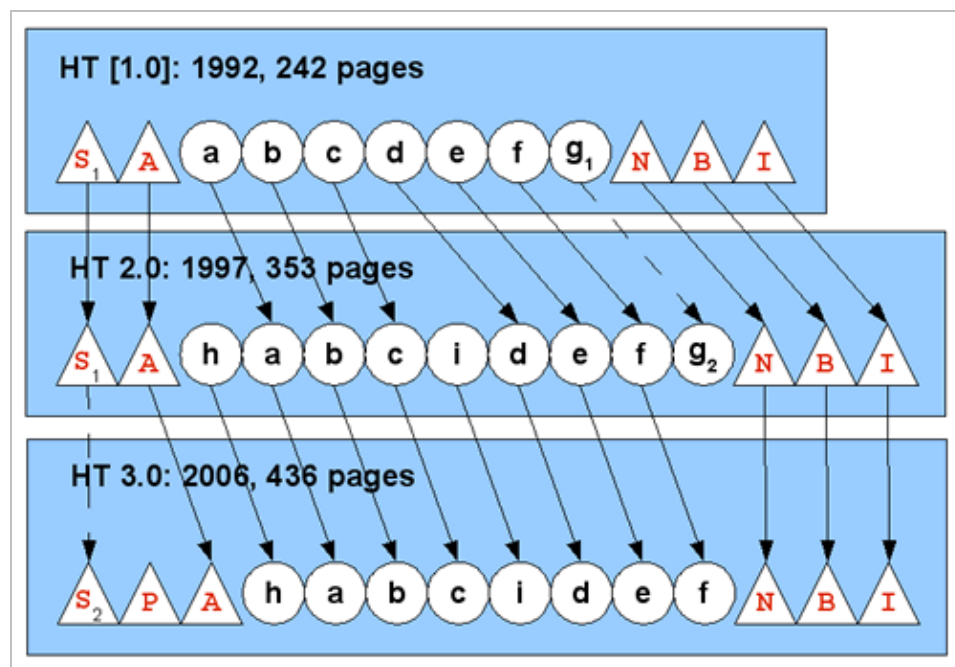 HT [1.0]: 1992, 242 pages
S1 A a b c d e f g1 N B I
HT 2.0: 1997, 353 pages
S1 A h a b c i d e f g2 N B I
HT 3.0: 2006, 436 pages
S2 P A h a b c i d e f N B I